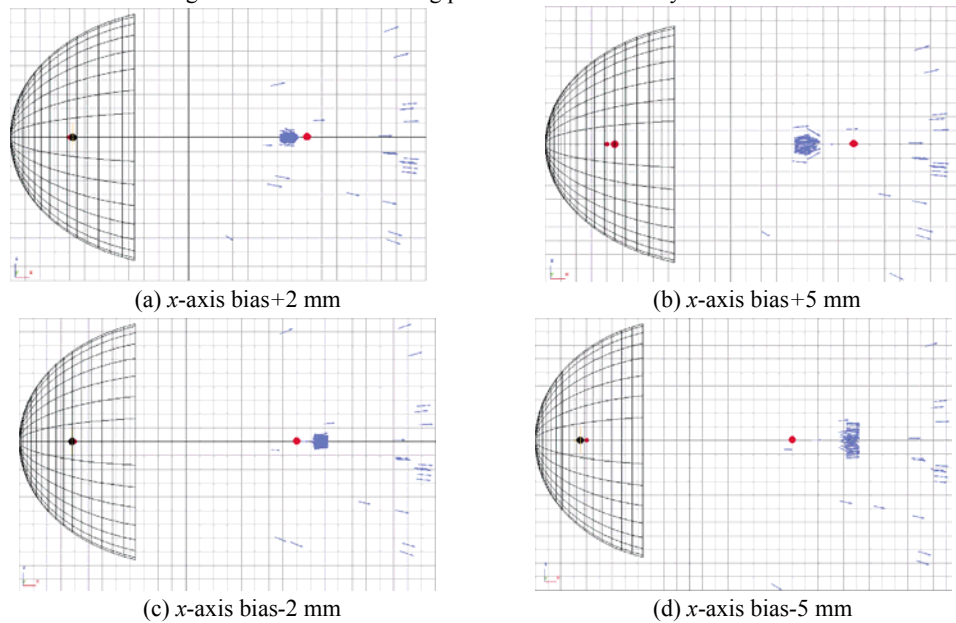 (a) x-axis bias+2 mm
(b) x-axis bias+5 mm
(c) x-axis bias-2 mm
(d) x-axis bias-5 mm